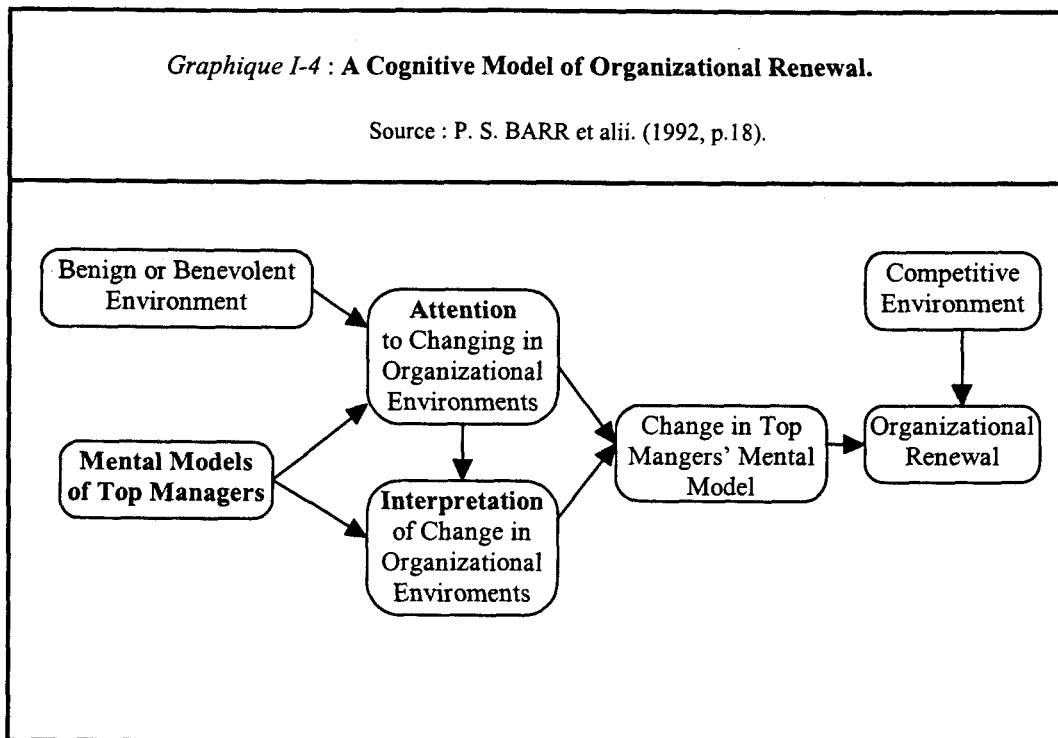 Graphique I-4 : A Cognitive Model of Organizational Renewal.
Source : P. S. BARR et alii. (1992, p.18).
Benign or Benevolent
Environment
Mental Models
of Top Managers
Attention
to Changing in
Organizational
Environments
Interpretation
of Change in
Organizational
Enviroments
Change in Top
Mangers' Mental
Model
Competitive
Environment
Organizational
Renewal